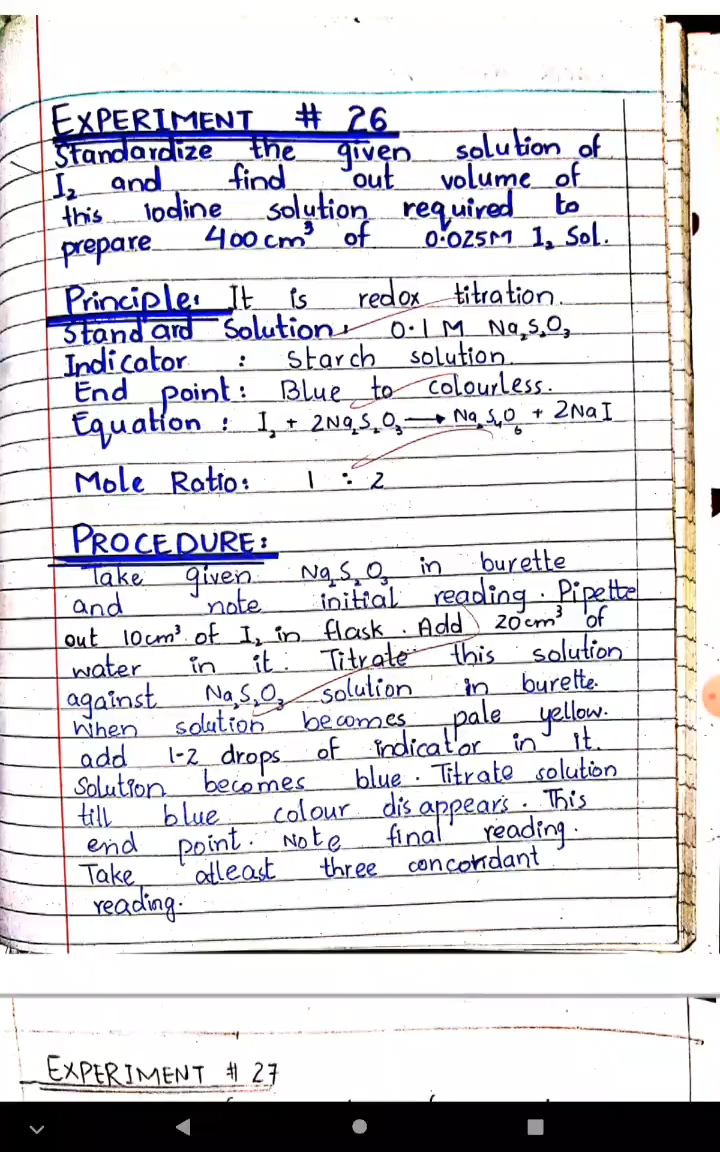 EXPERIMENT # 26
Standardize the given solution of
I₂ and find out volume of
this iodine solution required to
prepare 400cm³ of 0.025M I₂ Sol.
Principle: It is redox titration.
Standard Solution: 0.1 M Na₂S₂O₃
Indicator : Starch solution
End point: Blue to colourless.
Equation : I₂ + 2Na₂S₂O₃ → Na₂S₄O₆ + 2NaI
Mole Ratio: 1 : 2
PROCEDURE:
Take given Na₂S₂O₃ in burette
and note initial reading. Pipette
out 10cm³ of I₂ in flask. Add 20cm³ of
water in it. Titrate this solution
against Na₂S₂O₃ solution in burette.
When solution becomes pale yellow.
add 1-2 drops of indicator in it.
Solution becomes blue. Titrate solution
till blue colour disappears. This
end point. Note final reading.
Take atleast three concordant
reading.
EXPERIMENT # 27